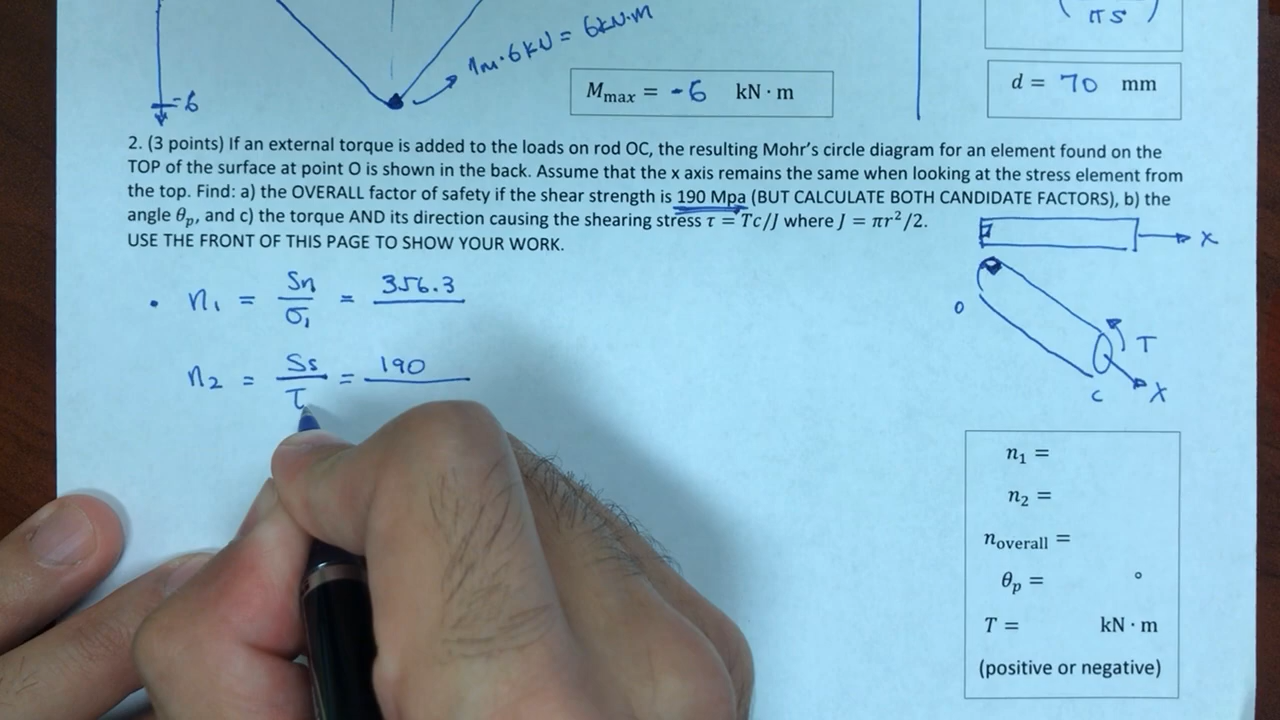 ( πS )
1m·6kN = 6kN·m
-6
M max = -6 kN · m
d = 70 mm
2. (3 points) If an external torque is added to the loads on rod OC, the resulting Mohr's circle diagram for an element found on the
TOP of the surface at point O is shown in the back. Assume that the x axis remains the same when looking at the stress element from
the top. Find: a) the OVERALL factor of safety if the shear strength is 190 Mpa (BUT CALCULATE BOTH CANDIDATE FACTORS), b) the
angle θp, and c) the torque AND its direction causing the shearing stress τ = Tc/J where J = πr²/2.
USE THE FRONT OF THIS PAGE TO SHOW YOUR WORK.
X
• n₁ = Sn/σ₁ = 356.3
O
T
n₂ = Ss/τ = 190
C X
n₁ =
n₂ =
noverall =
θp = °
T = kN · m
(positive or negative)